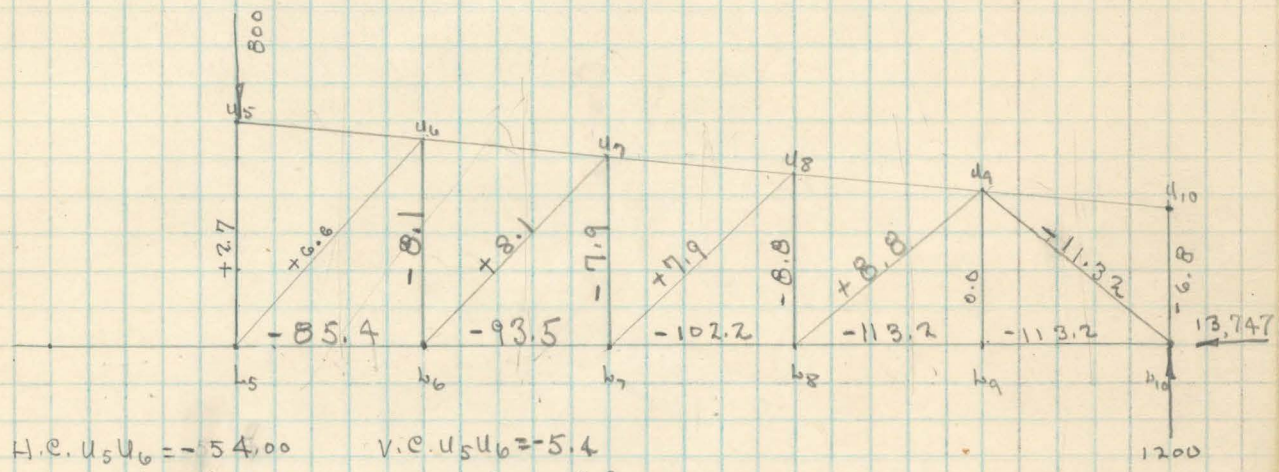 800
U5
U6
U7
U8
U9
U10
+2.7
+6.6
-8.1
+8.1
-7.9
+7.9
-8.8
+8.8
0.0
-11.32
-6.8
-85.4
-93.5
-102.2
-113.2
-113.2
13,747
L5
L6
L7
L8
L9
L10
H.C. U5U6 = -54.00 V.C. U5U6 = -5.4
1200